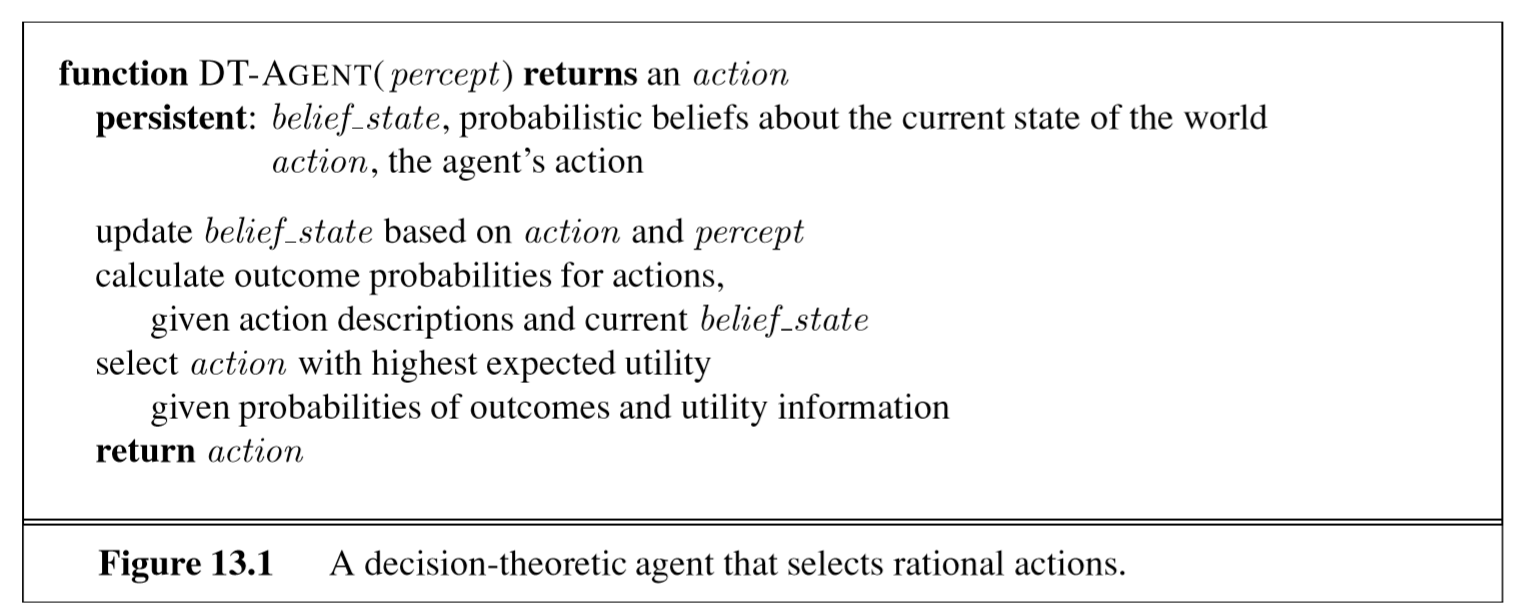 function DT-AGENT(percept) returns an action
persistent: belief_state, probabilistic beliefs about the current state of the world
action, the agent's action
update belief_state based on action and percept
calculate outcome probabilities for actions,
given action descriptions and current belief_state
select action with highest expected utility
given probabilities of outcomes and utility information
return action
Figure 13.1 A decision-theoretic agent that selects rational actions.